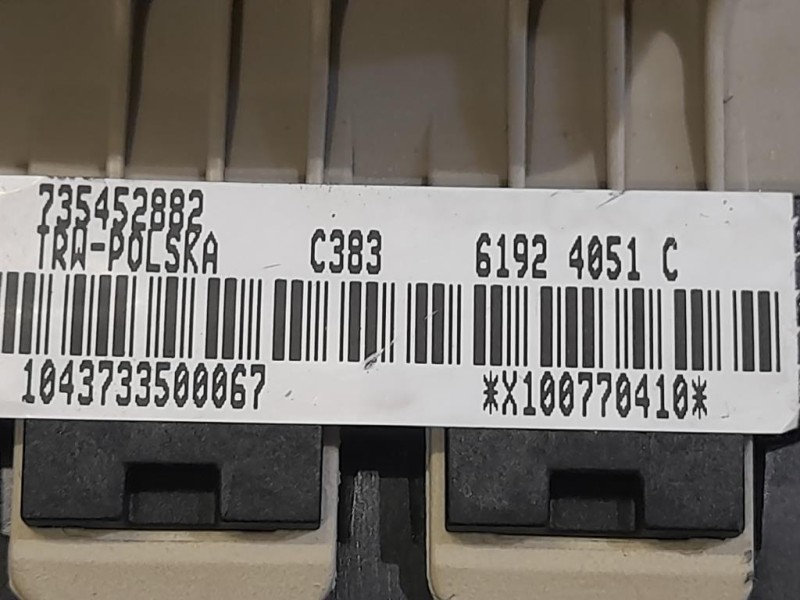 735452882
TRW-POLSKA C383 6192 4051 C
1043733500067 *X100770410*